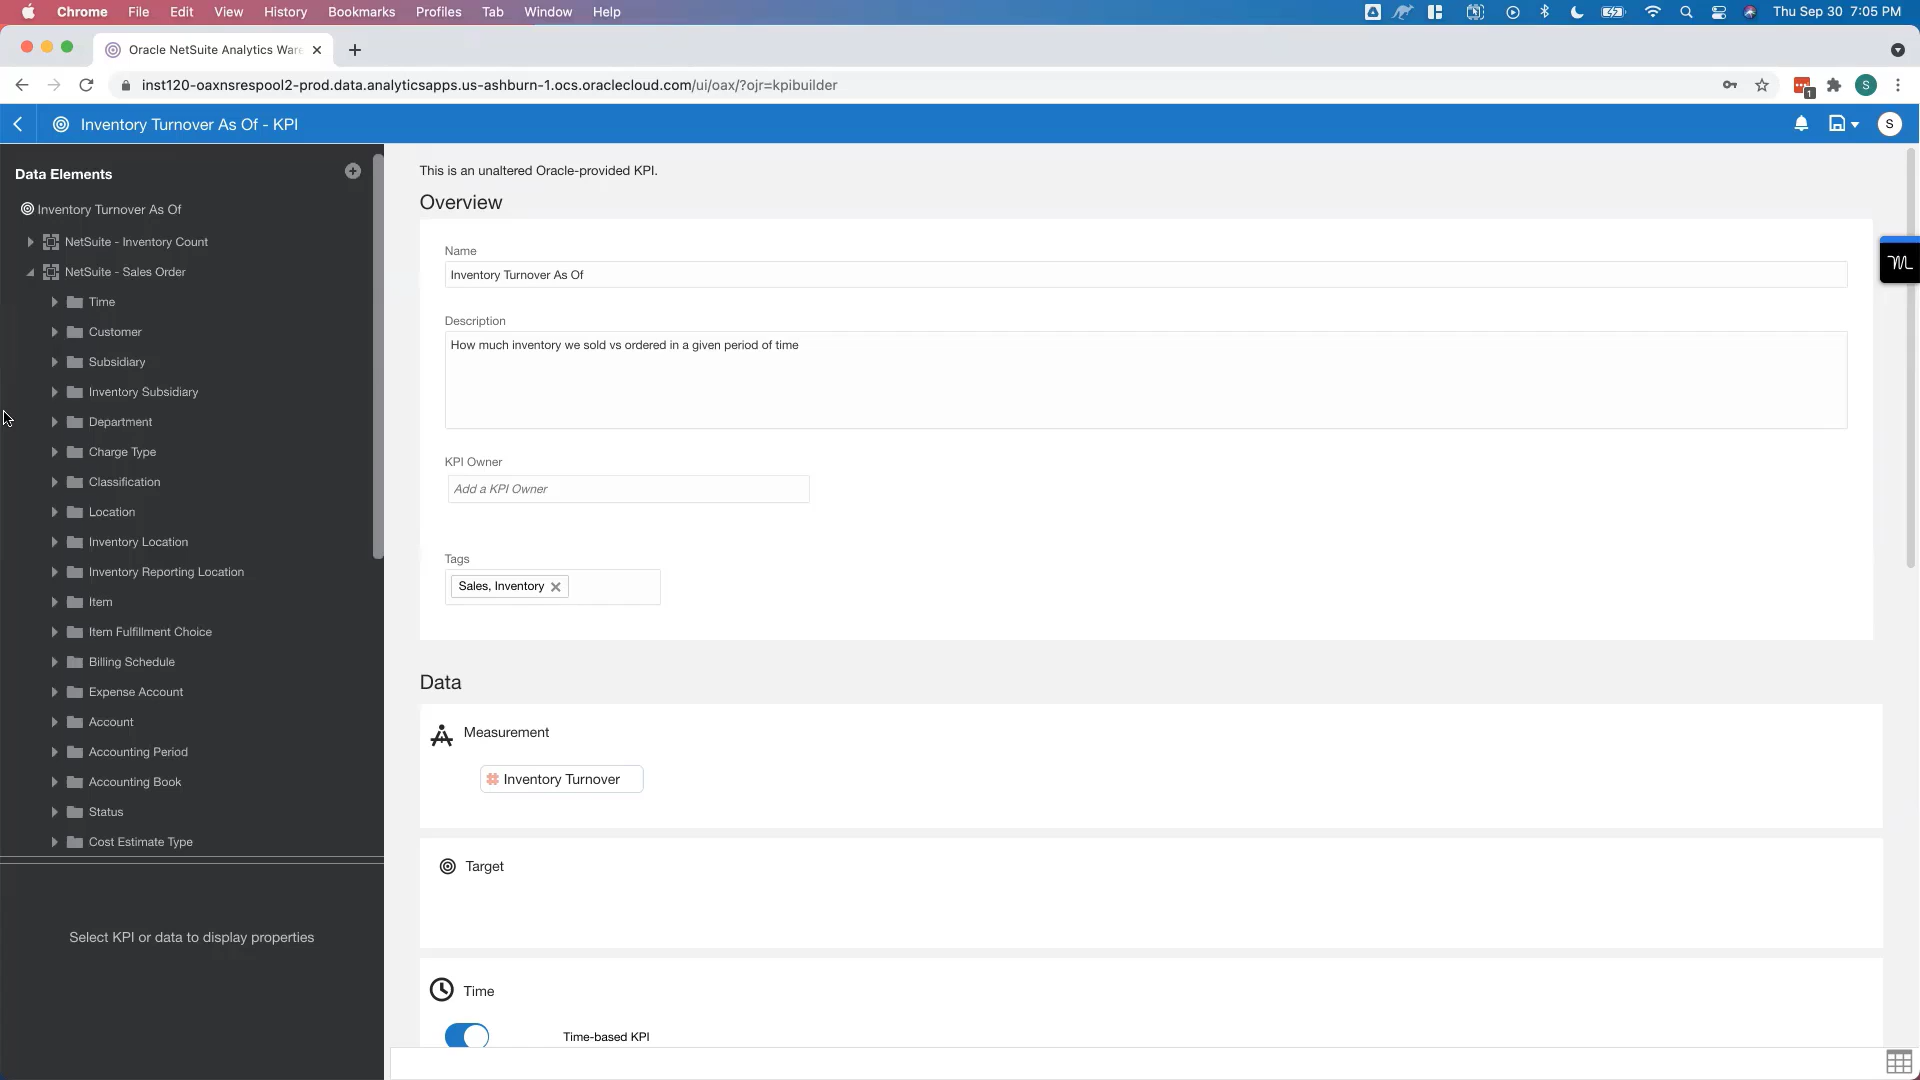 Chrome File Edit View History Bookmarks Profiles Tab Window Help Thu Sep 30 7:05 PM
Oracle NetSuite Analytics Ware
inst120-oaxnsrespool2-prod.data.analyticsapps.us-ashburn-1.ocs.oraclecloud.com/ui/oax/?ojr=kpibuilder
1
S
Inventory Turnover As Of - KPI
S
Data Elements
Inventory Turnover As Of
NetSuite - Inventory Count
NetSuite - Sales Order
Time
Customer
Subsidiary
Inventory Subsidiary
Department
Charge Type
Classification
Location
Inventory Location
Inventory Reporting Location
Item
Item Fulfillment Choice
Billing Schedule
Expense Account
Account
Accounting Period
Accounting Book
Status
Cost Estimate Type
Select KPI or data to display properties
This is an unaltered Oracle-provided KPI.
Overview
Name
Inventory Turnover As Of
Description
How much inventory we sold vs ordered in a given period of time
KPI Owner
Add a KPI Owner
Tags
Sales, Inventory
Data
Measurement
Inventory Turnover
Target
Time
Time-based KPI